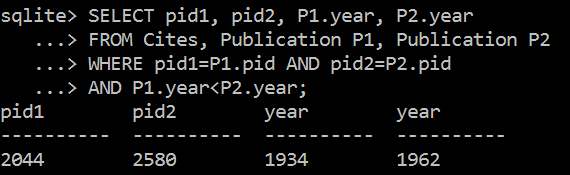 sqlite> SELECT pid1, pid2, P1.year, P2.year
   ...> FROM Cites, Publication P1, Publication P2
   ...> WHERE pid1=P1.pid AND pid2=P2.pid
   ...> AND P1.year<P2.year;
pid1        pid2        year        year
----------  ----------  ----------  ----------
2044        2580        1934        1962